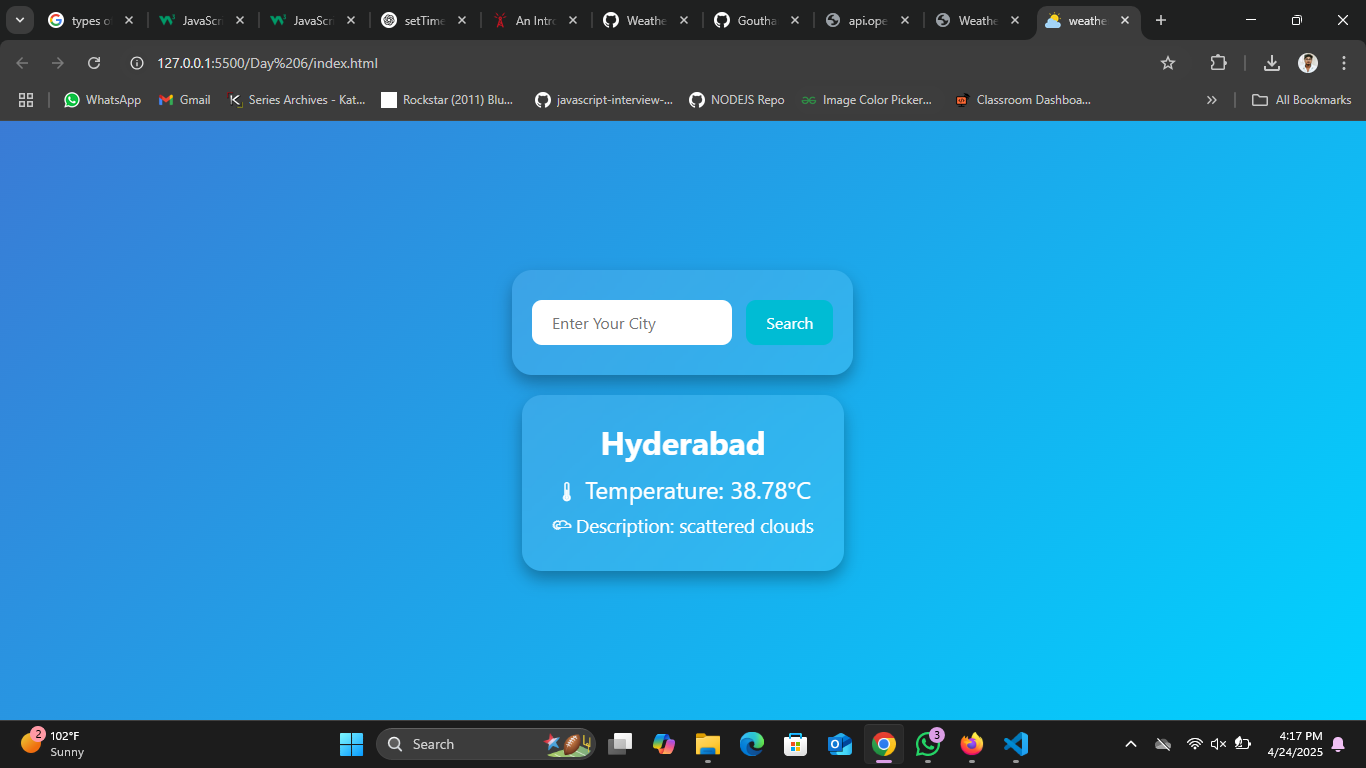 types o
JavaScri
JavaScri
setTime
An Intro
Weathe
Goutha
api.ope
Weathe
weathe
127.0.0.1:5500/Day%206/index.html
WhatsApp
Gmail
Series Archives - Kat...
Rockstar (2011) Blu...
javascript-interview-...
NODEJS Repo
Image Color Picker...
Classroom Dashboa...
All Bookmarks
Enter Your City
Search
Hyderabad
Temperature: 38.78°C
Description: scattered clouds
2
102°F
Sunny
Search
3
4:17 PM
4/24/2025